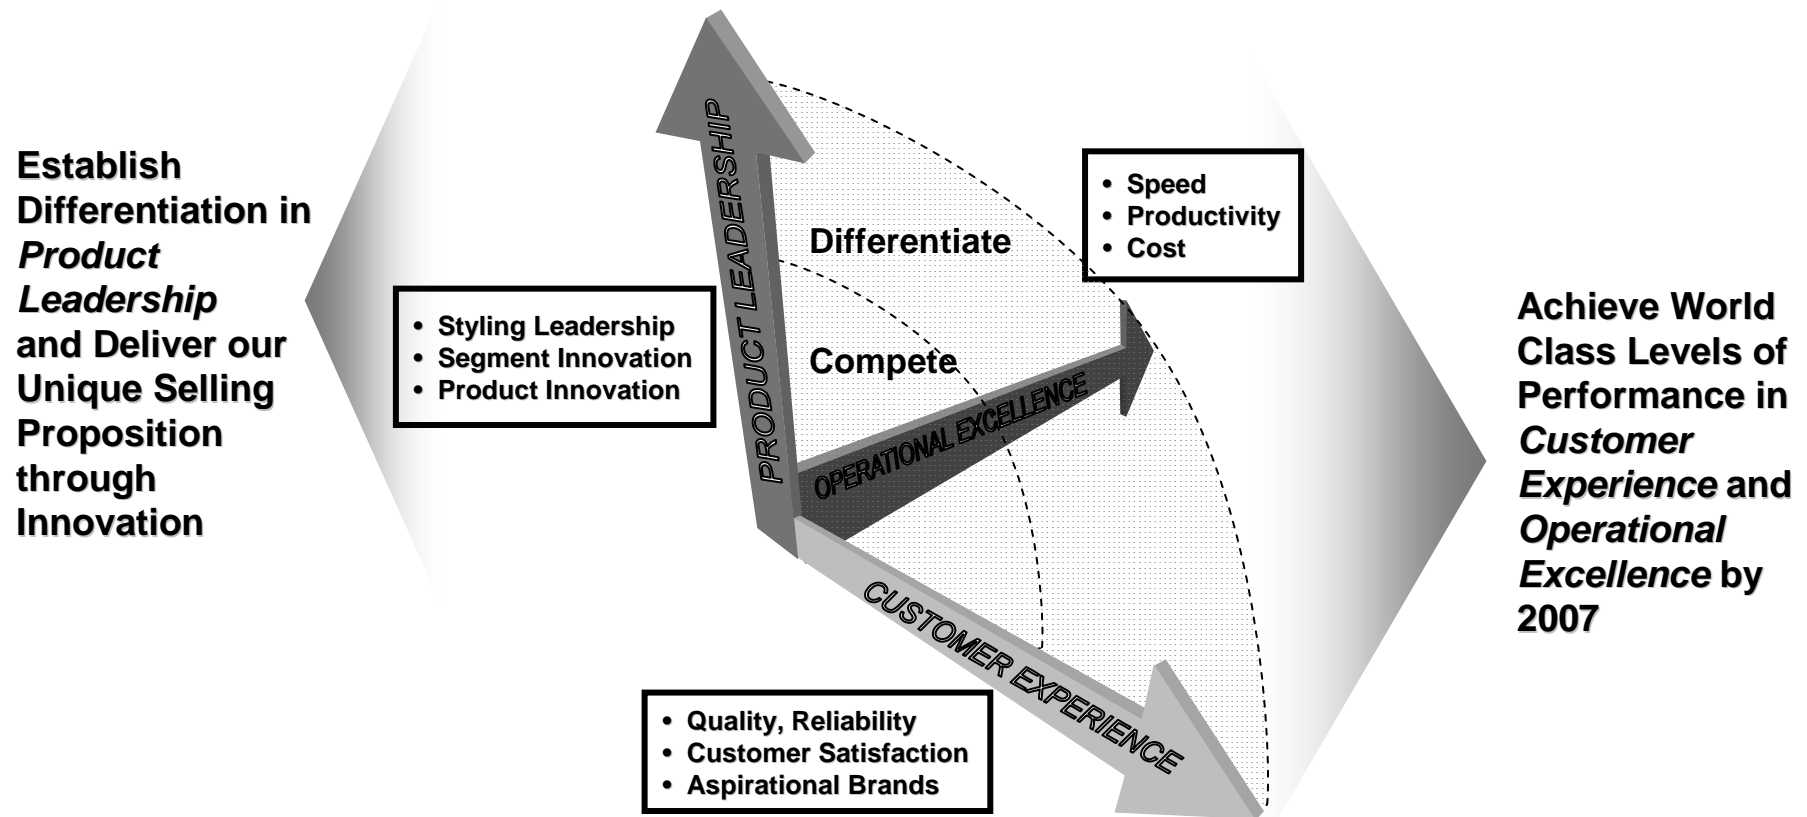 Establish
Differentiation in
Product
Leadership
and Deliver our
Unique Selling
Proposition
through
Innovation
• Styling Leadership
• Segment Innovation
• Product Innovation
PRODUCT LEADERSHIP
Differentiate
Compete
OPERATIONAL EXCELLENCE
CUSTOMER EXPERIENCE
• Speed
• Productivity
• Cost
• Quality, Reliability
• Customer Satisfaction
• Aspirational Brands
Achieve World
Class Levels of
Performance in
Customer
Experience and
Operational
Excellence by
2007